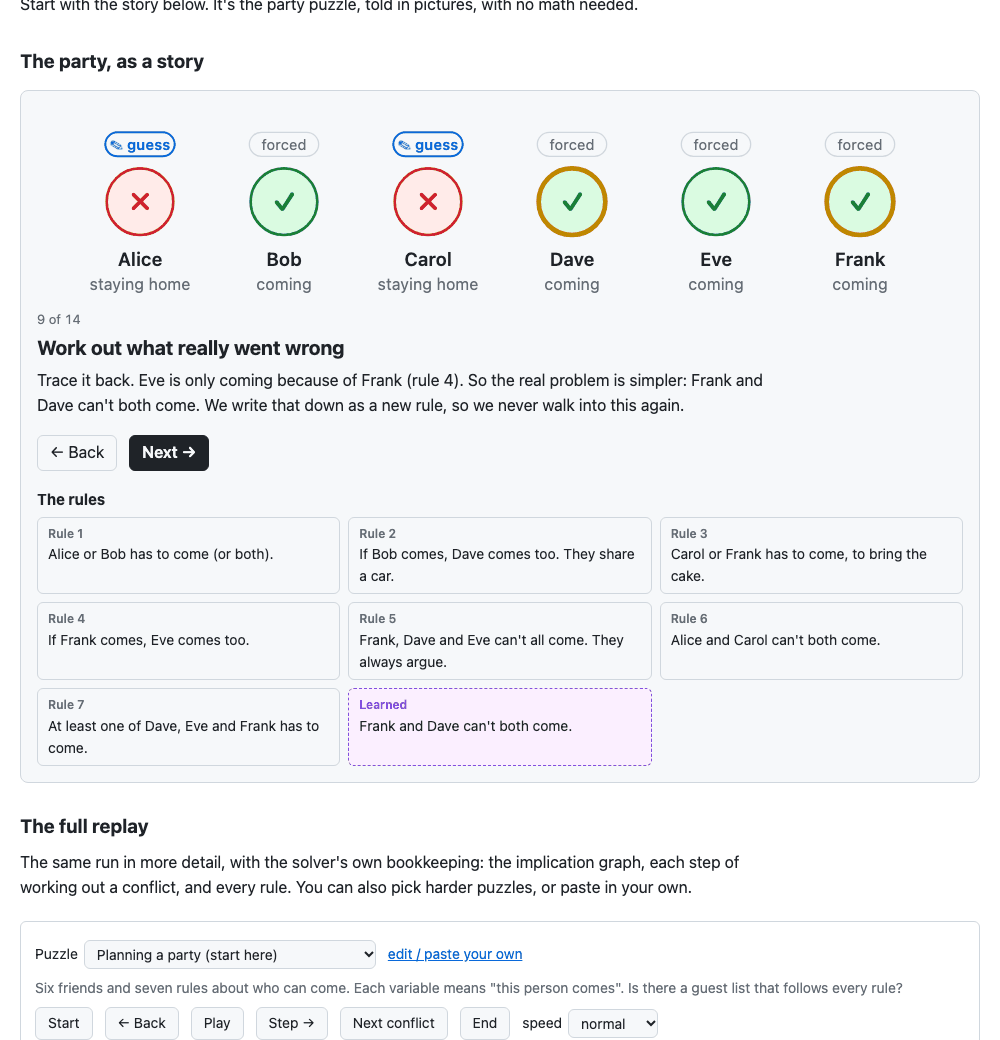 Start with the story below. It's the party puzzle, told in pictures, with no math needed.
The party, as a story
✎ guess forced ✎ guess forced forced forced
Alice Bob Carol Dave Eve Frank
staying home coming staying home coming coming coming
9 of 14
Work out what really went wrong
Trace it back. Eve is only coming because of Frank (rule 4). So the real problem is simpler: Frank and
Dave can't both come. We write that down as a new rule, so we never walk into this again.
← Back Next →
The rules
Rule 1
Alice or Bob has to come (or both).
Rule 2
If Bob comes, Dave comes too. They share
a car.
Rule 3
Carol or Frank has to come, to bring the
cake.
Rule 4
If Frank comes, Eve comes too.
Rule 5
Frank, Dave and Eve can't all come. They
always argue.
Rule 6
Alice and Carol can't both come.
Rule 7
At least one of Dave, Eve and Frank has to
come.
Learned
Frank and Dave can't both come.
The full replay
The same run in more detail, with the solver's own bookkeeping: the implication graph, each step of
working out a conflict, and every rule. You can also pick harder puzzles, or paste in your own.
Puzzle Planning a party (start here) edit / paste your own
Six friends and seven rules about who can come. Each variable means "this person comes". Is there a guest list that follows every rule?
Start ← Back Play Step → Next conflict End speed normal